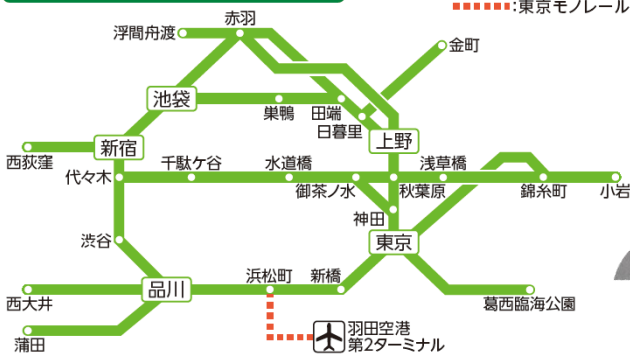 :東京モノレール
赤羽
浮間舟渡
金町
池袋
巣鴨
田端
日暮里
上野
新宿
西荻窪
代々木
千駄ケ谷
水道橋
浅草橋
御茶ノ水
秋葉原
錦糸町
小岩
神田
渋谷
東京
浜松町
新橋
品川
西大井
葛西臨海公園
蒲田
羽田空港
第2ターミナル